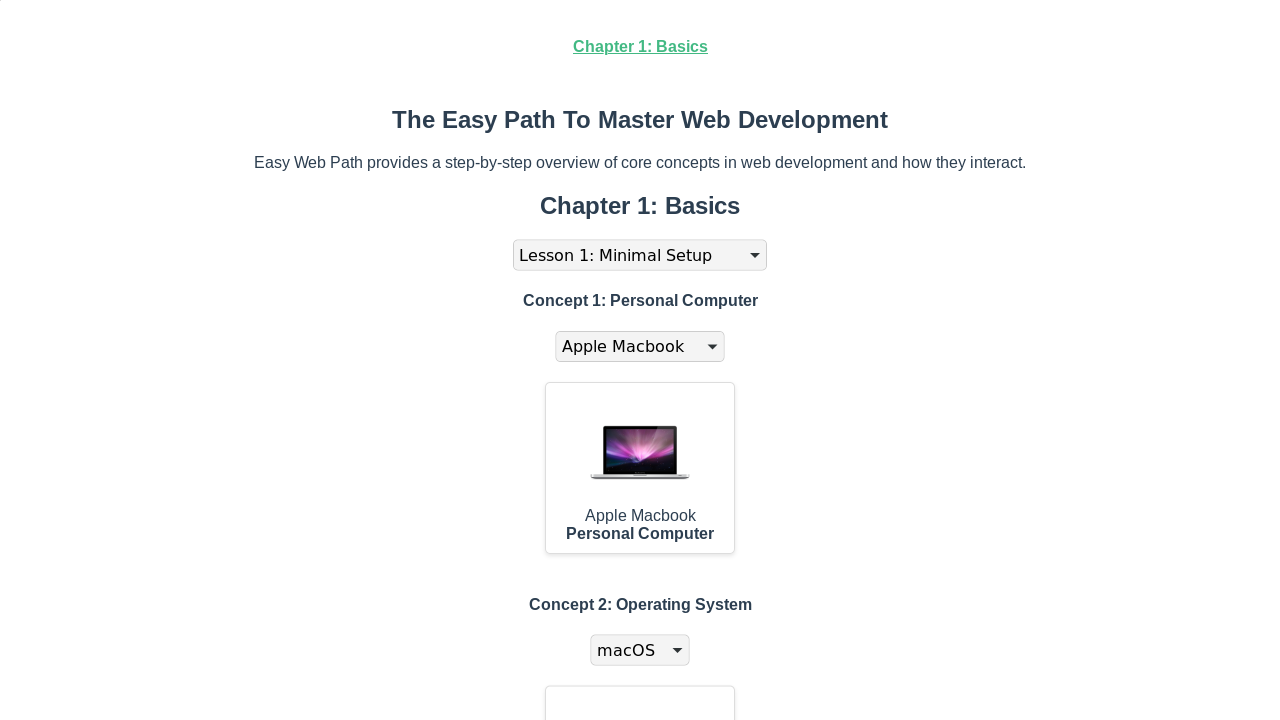 Chapter 1: Basics
The Easy Path To Master Web Development
Easy Web Path provides a step-by-step overview of core concepts in web development and how they interact.
Chapter 1: Basics
Lesson 1: Minimal Setup
Concept 1: Personal Computer
Apple Macbook
Apple Macbook
Personal Computer
Concept 2: Operating System
macOS